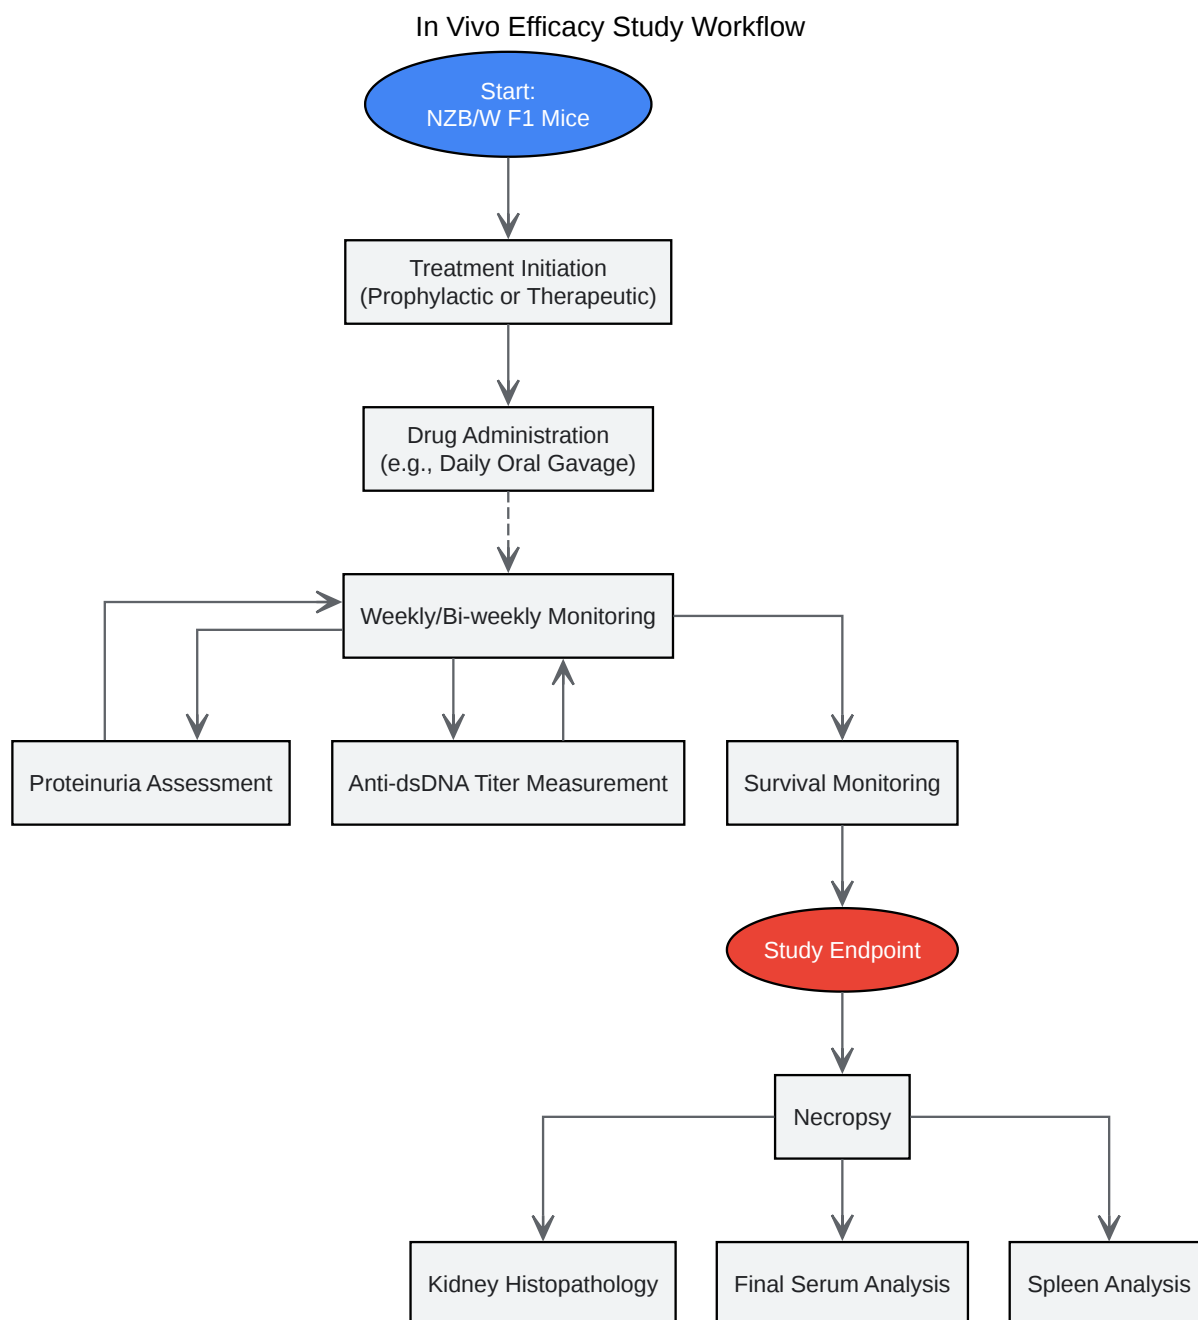 In Vivo Efficacy Study Workflow
Start:
NZB/W F1 Mice
Treatment Initiation
(Prophylactic or Therapeutic)
Drug Administration
(e.g., Daily Oral Gavage)
Weekly/Bi-weekly Monitoring
Proteinuria Assessment
Anti-dsDNA Titer Measurement
Survival Monitoring
Study Endpoint
Necropsy
Kidney Histopathology
Final Serum Analysis
Spleen Analysis